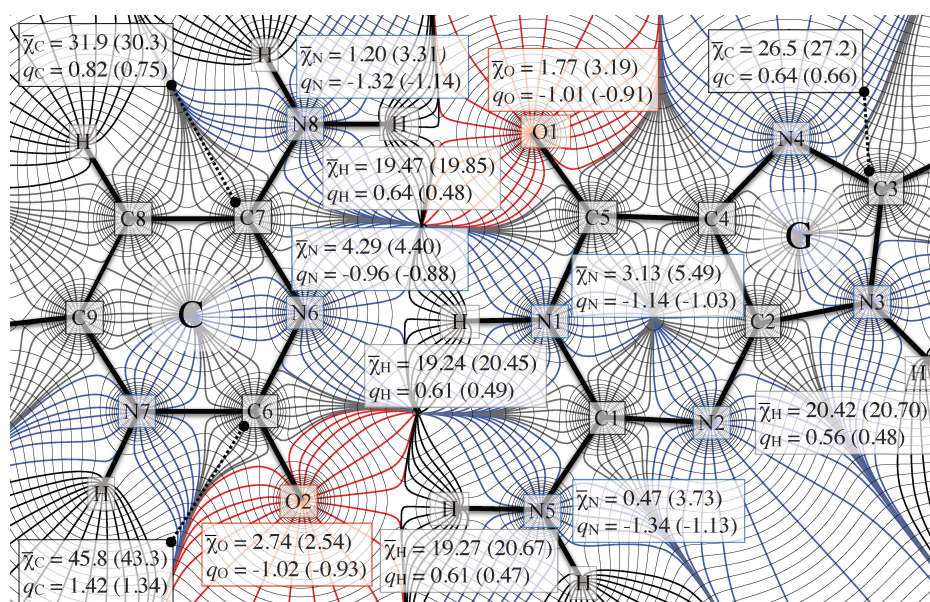 χ̅C = 31.9 (30.3)
qC = 0.82 (0.75)
H
χ̅N = 1.20 (3.31)
qN = -1.32 (-1.14)
χ̅O = 1.77 (3.19)
qO = -1.01 (-0.91)
χ̅C = 26.5 (27.2)
qC = 0.64 (0.66)
H
N8
H
O1
N4
χ̅H = 19.47 (19.85)
qH = 0.64 (0.48)
C3
C8
C7
C5
C4
G
χ̅N = 4.29 (4.40)
qN = -0.96 (-0.88)
χ̅N = 3.13 (5.49)
qN = -1.14 (-1.03)
C9
C
N6
H
N1
C2
N3
χ̅H = 19.24 (20.45)
qH = 0.61 (0.49)
H
N7
C6
C1
N2
χ̅H = 20.42 (20.70)
qH = 0.56 (0.48)
H
O2
H
N5
χ̅N = 0.47 (3.73)
qN = -1.34 (-1.13)
χ̅C = 45.8 (43.3)
qC = 1.42 (1.34)
χ̅O = 2.74 (2.54)
qO = -1.02 (-0.93)
χ̅H = 19.27 (20.67)
qH = 0.61 (0.47)
H